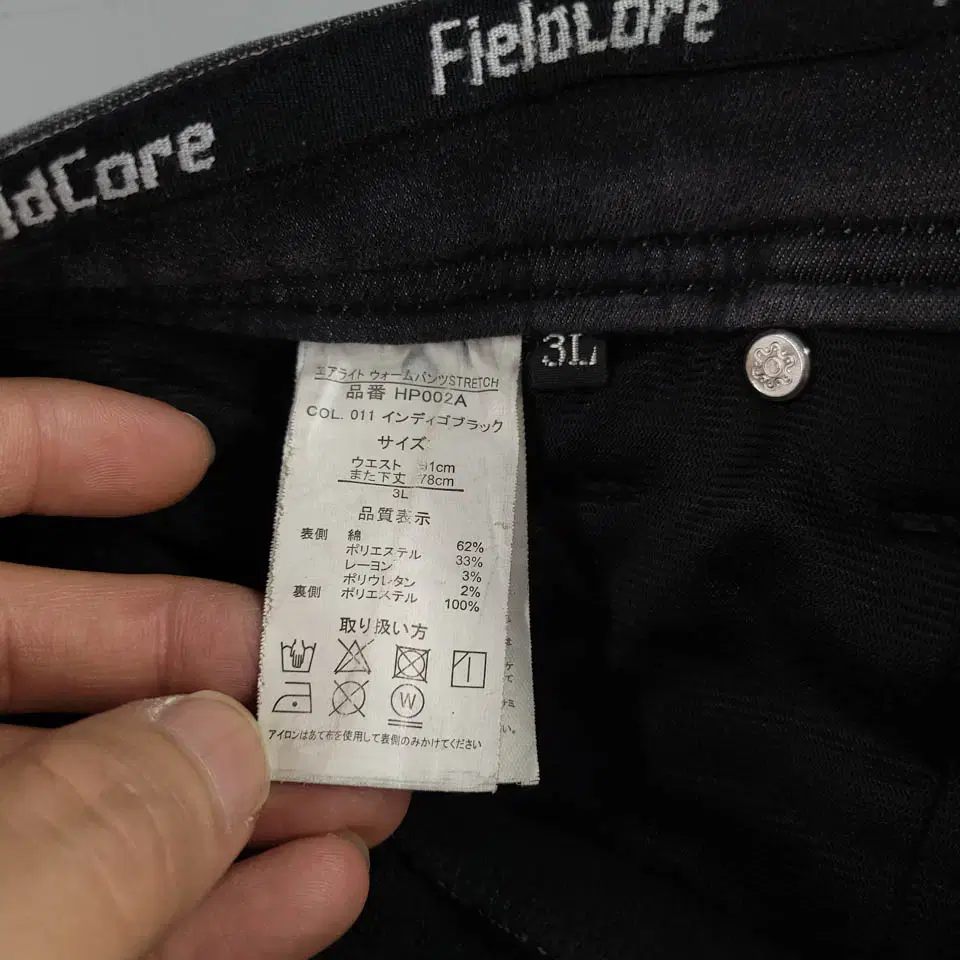 FieldCore
ldCore
3L
エアライト ウォームパンツSTRETCH
品番 HP002A
COL. 011 インディゴブラック
サイズ
ウエスト 91cm
また下丈 78cm
3L
品質表示
表側 綿 62%
ポリエステル 33%
レーヨン 3%
ポリウレタン 2%
裏側 ポリエステル 100%
取り扱い方
W
アイロンはあて布を使用して表側のみかけてください